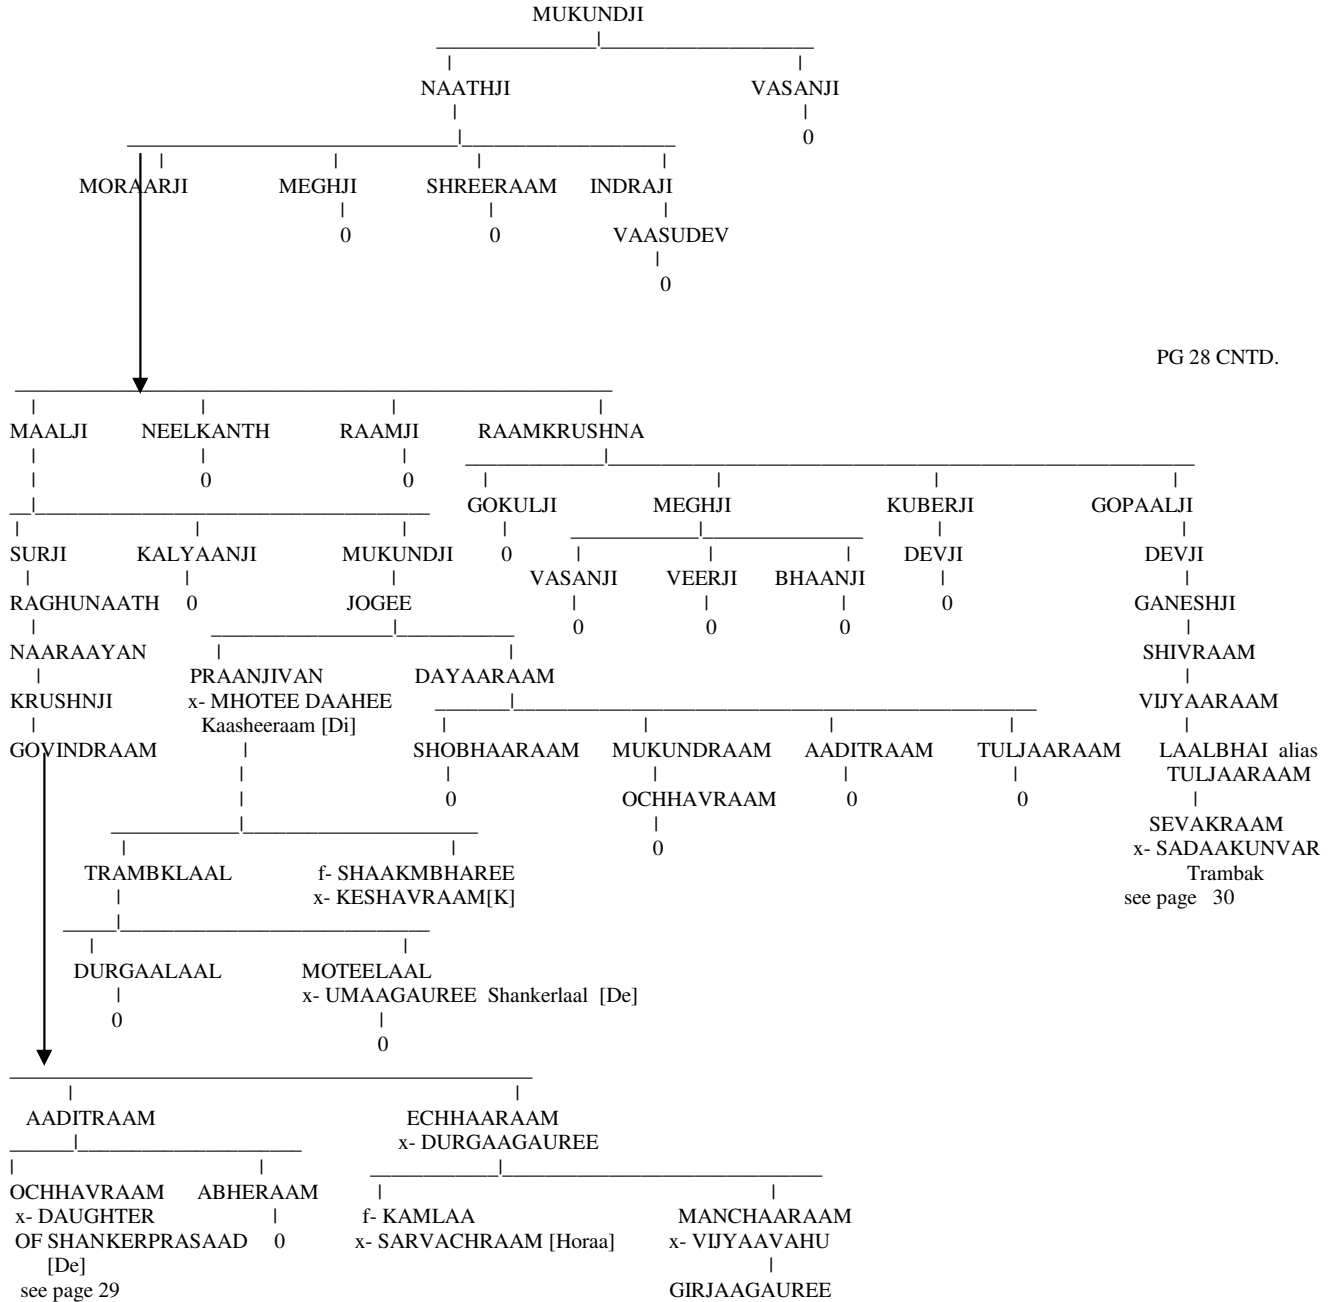 MUKUNDJI
NAATHJI VASANJI
0
MORAARJI MEGHJI SHREERAAM INDRAJI
0 0 VAASUDEV
0
PG 28 CNTD.
MAALJI NEELKANTH RAAMJI RAAMKRUSHNA
0 0
GOKULJI MEGHJI KUBERJI GOPAALJI
SURJI KALYAANJI MUKUNDJI 0 DEVJI DEVJI
VASANJI VEERJI BHAANJI
RAGHUNAATH 0 JOGEE 0 GANESHJI
0 0 0
NAARAAYAN SHIVRAAM
PRAANJIVAN DAYAARAAM
KRUSHNJI x- MHOTEE DAAHEE VIJYAARAAM
Kaasheeraam [Di]
GOVINDRAAM SHOBHAARAAM MUKUNDRAAM AADITRAAM TULJAARAAM LAALBHAI alias
TULJAARAAM
0 OCHHAVRAAM 0 0
SEVAKRAAM
0 x- SADAAKUNVAR
TRAMBKLAAL f- SHAAKMBHAREE Trambak
x- KESHAVRAAM[K] see page 30
DURGAALAAL MOTEELAAL
x- UMAAGAUREE Shankerlaal [De]
0
0
AADITRAAM ECHHAARAAM
x- DURGAAGAUREE
OCHHAVRAAM ABHERAAM f- KAMLAA MANCHAARAAM
x- DAUGHTER x- SARVACHRAAM [Horaa] x- VIJYAAVAHU
OF SHANKERPRASAAD 0
[De]
see page 29 GIRJAAGAUREE